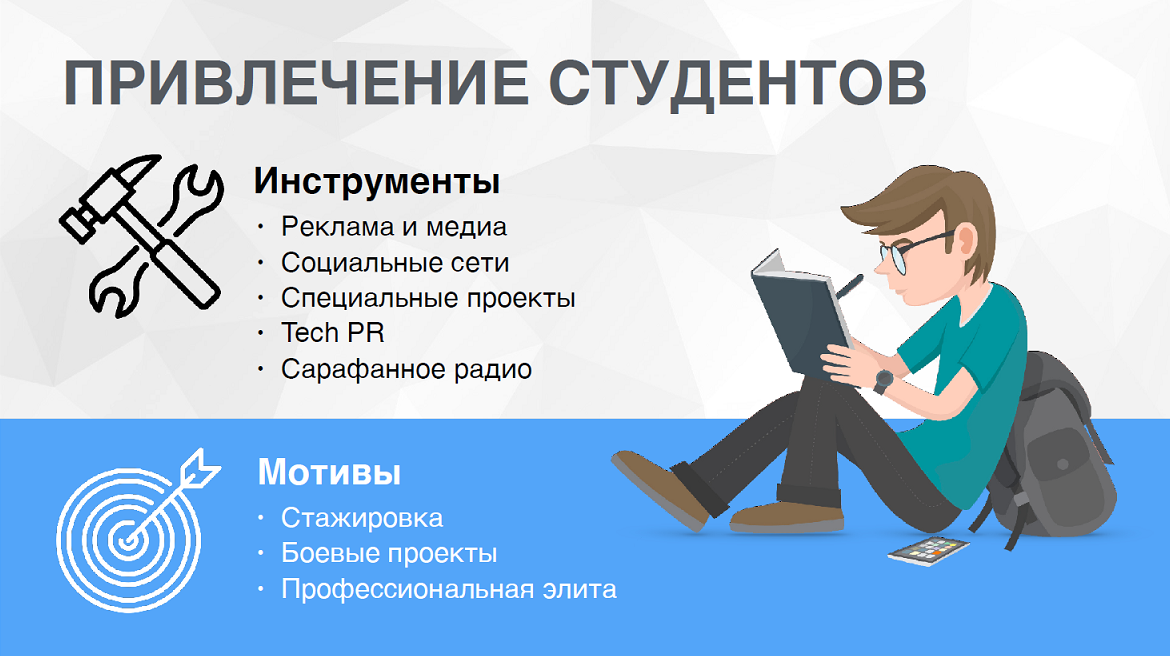 ПРИВЛЕЧЕНИЕ СТУДЕНТОВ
Инструменты
• Реклама и медиа
• Социальные сети
• Специальные проекты
• Tech PR
• Сарафанное радио
Мотивы
• Стажировка
• Боевые проекты
• Профессиональная элита